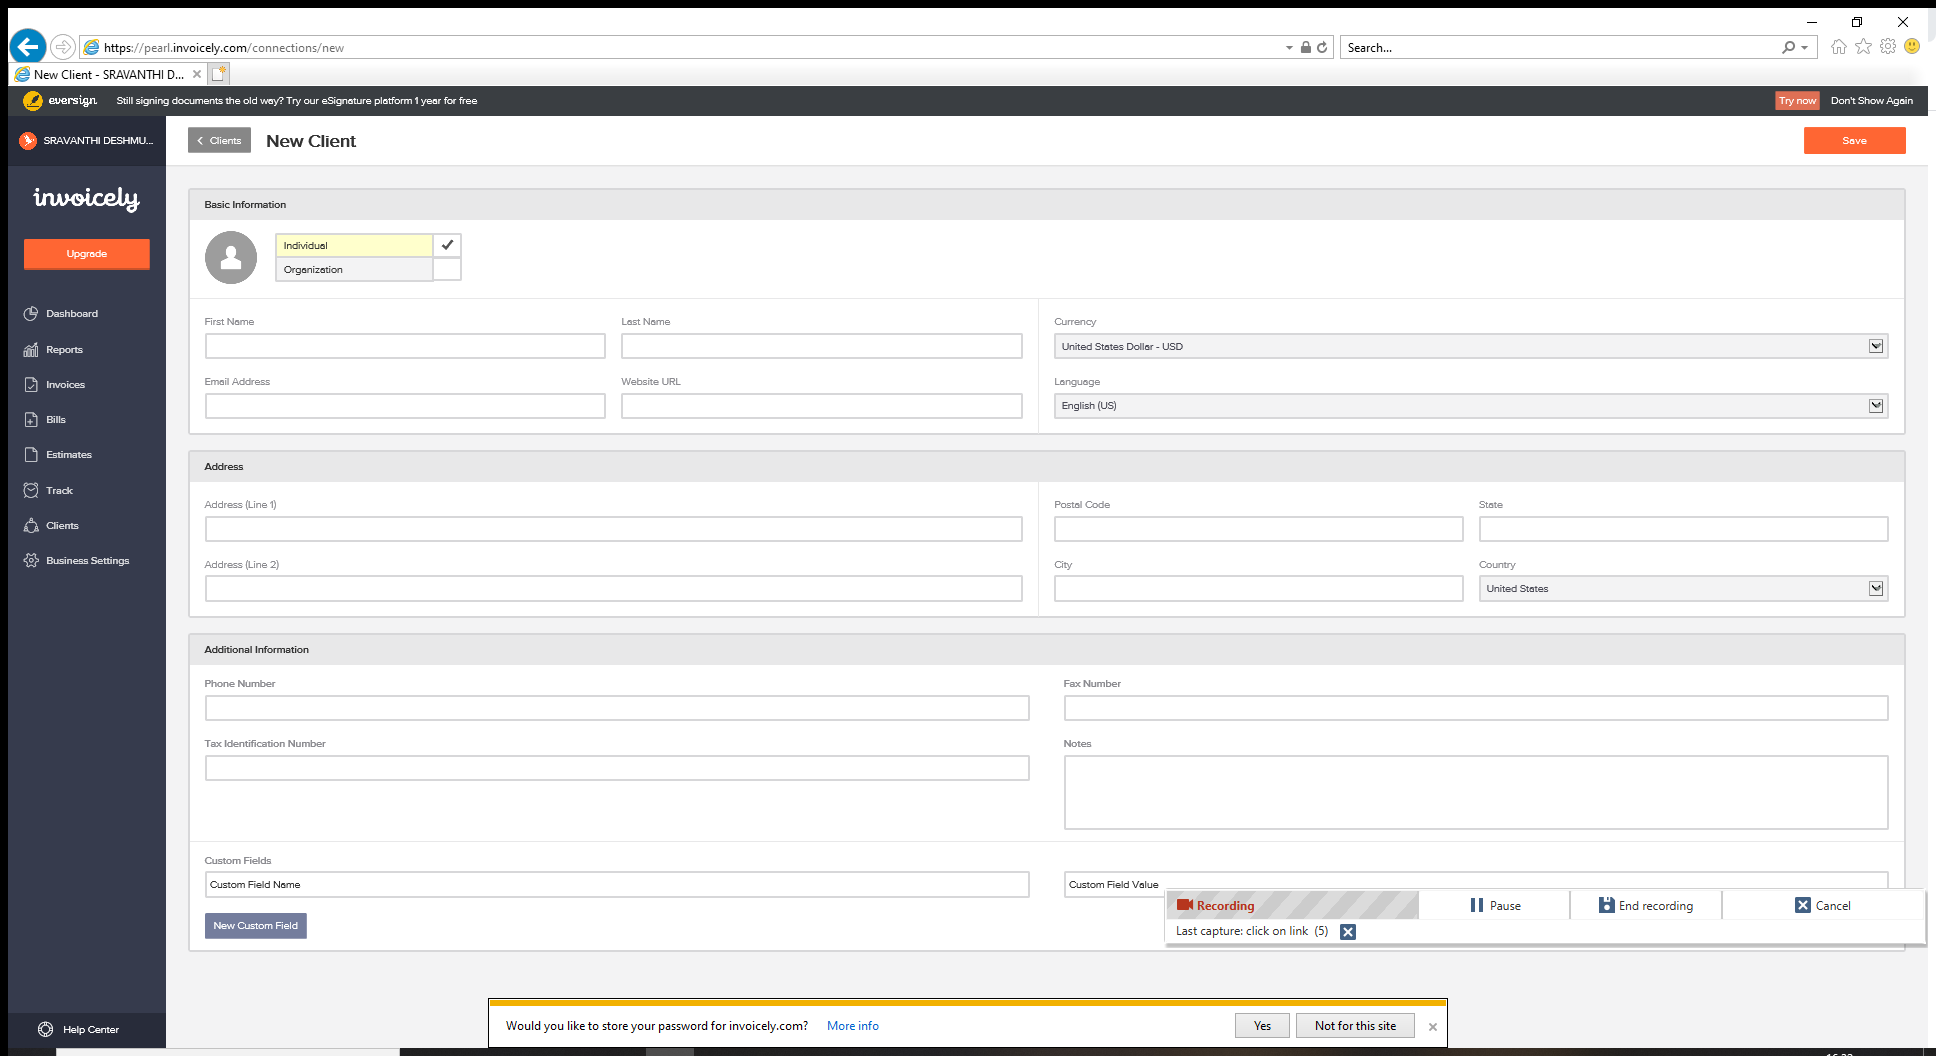 https://pearl.invoicely.com/connections/new
Search...
New Client - SRAVANTHI D...
eversign
Still signing documents the old way? Try our eSignature platform 1 year for free
Try now
Don't Show Again
SRAVANTHI DESHMU...
Clients
New Client
Save
invoicely
Upgrade
Dashboard
Reports
Invoices
Bills
Estimates
Track
Clients
Business Settings
Help Center
Basic Information
Individual
Organization
First Name
Last Name
Currency
United States Dollar - USD
Email Address
Website URL
Language
English (US)
Address
Address (Line 1)
Postal Code
State
Address (Line 2)
City
Country
United States
Additional Information
Phone Number
Fax Number
Tax Identification Number
Notes
Custom Fields
Custom Field Name
Custom Field Value
New Custom Field
Recording
Pause
End recording
Cancel
Last capture: click on link (5)
Would you like to store your password for invoicely.com?
More info
Yes
Not for this site